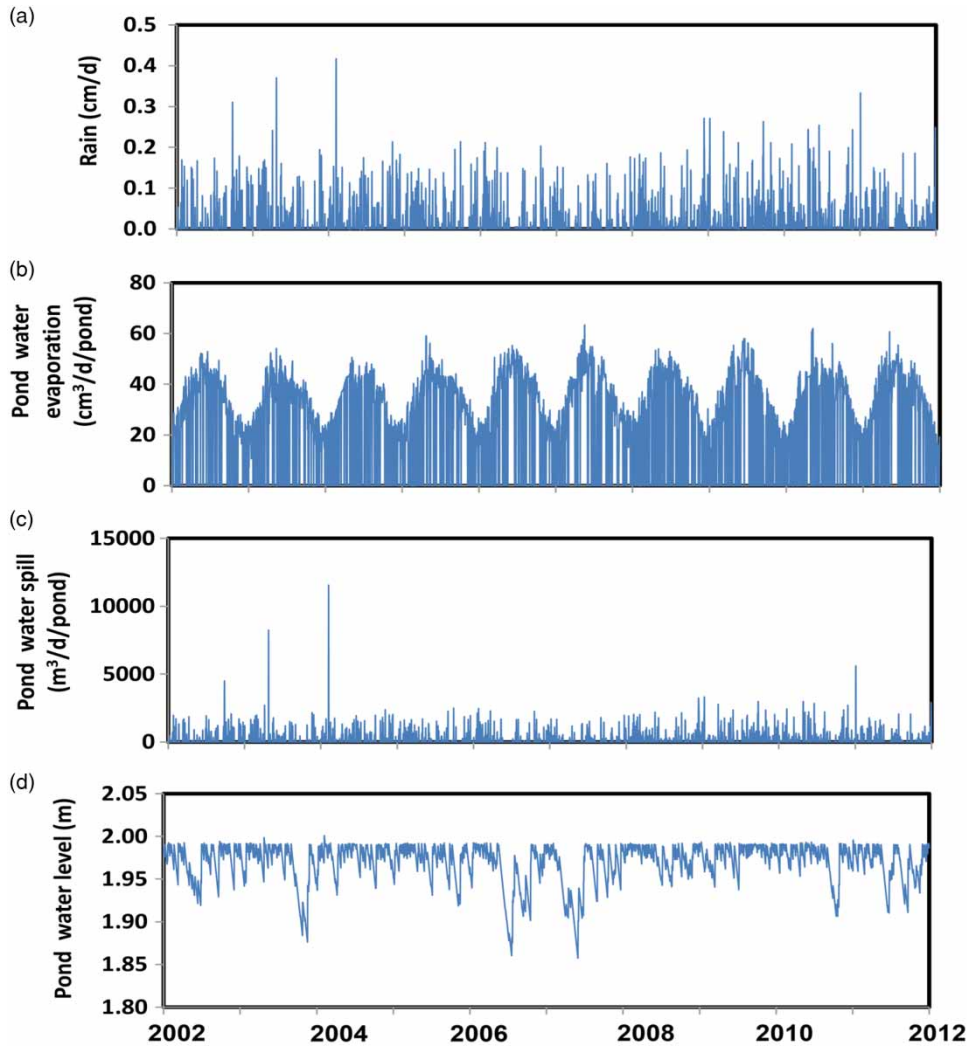 (a)
Rain (cm/d)
0.5
0.4
0.3
0.2
0.1
0.0
(b)
Pond water
evaporation
(cm³/d/pond)
80
60
40
20
0
(c)
Pond water spill
(m³/d/pond)
15000
10000
5000
0
(d)
Pond water level (m)
2.05
2.00
1.95
1.90
1.85
1.80
2002 2004 2006 2008 2010 2012